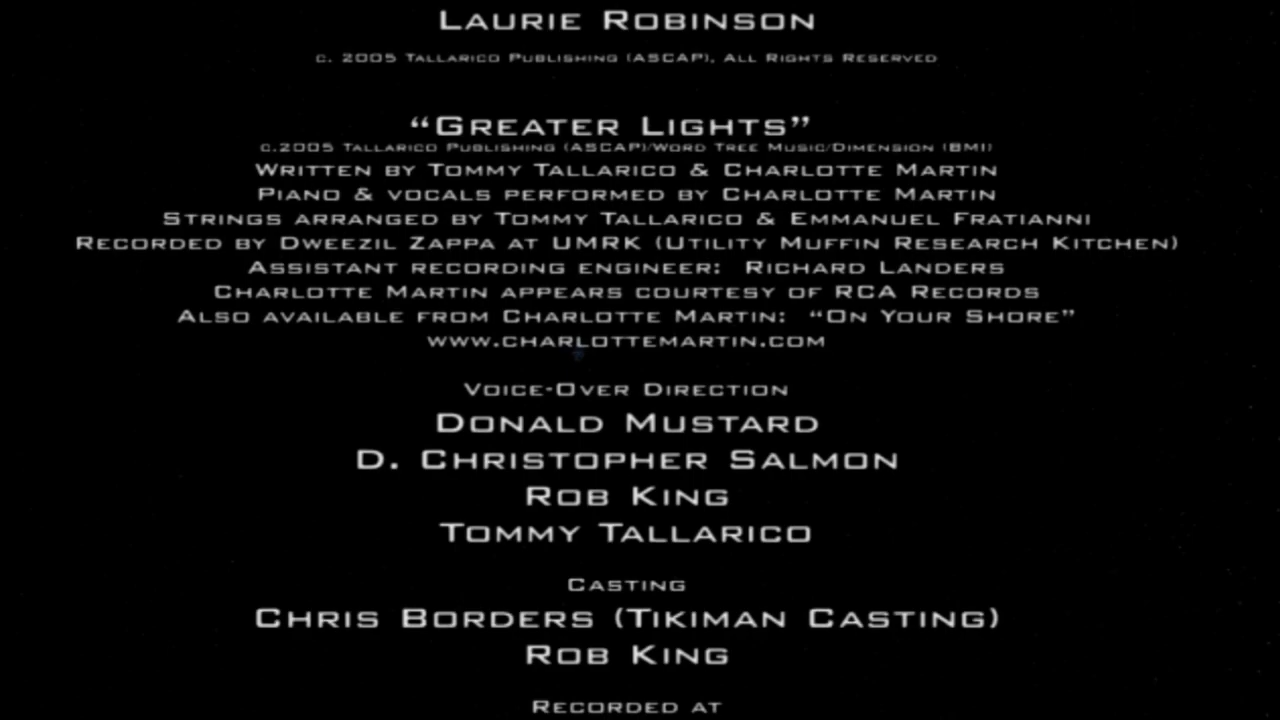 Laurie Robinson
c. 2005 Tallarico Publishing (ASCAP). All Rights Reserved
“Greater Lights”
c.2005 Tallarico Publishing (ASCAP)/Word Tree Music/Dimension (BMI)
Written by Tommy Tallarico & Charlotte Martin
Piano & vocals performed by Charlotte Martin
Strings arranged by Tommy Tallarico & Emmanuel Fratianni
Recorded by Dweezil Zappa at UMRK (Utility Muffin Research Kitchen)
Assistant recording engineer: Richard Landers
Charlotte Martin appears courtesy of RCA Records
Also available from Charlotte Martin: “On Your Shore”
www.charlottemartin.com
Voice-Over Direction
Donald Mustard
D. Christopher Salmon
Rob King
Tommy Tallarico
Casting
Chris Borders (Tikiman Casting)
Rob King
Recorded at